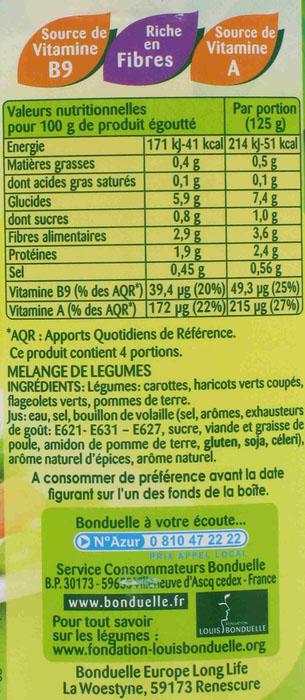 Source de
Vitamine
B9
Riche
en
Fibres
Source de
Vitamine
A
Valeurs nutritionnelles
pour 100 g de produit égoutté
Par portion
(125 g)
Energie 171 kJ-41 kcal 214 kJ-51 kcal
Matières grasses 0,4 g 0,5 g
dont acides gras saturés 0,1 g 0,1 g
Glucides 5,9 g 7,4 g
dont sucres 0,8 g 1,0 g
Fibres alimentaires 2,9 g 3,6 g
Protéines 1,9 g 2,4 g
Sel 0,45 g 0,56 g
Vitamine B9 (% des AQR*) 39,4 µg (20%) 49,3 µg (25%)
Vitamine A (% des AQR*) 172 µg (22%) 215 µg (27%)
*AQR : Apports Quotidiens de Référence.
Ce produit contient 4 portions.
MELANGE DE LEGUMES
INGRÉDIENTS: Légumes: carottes, haricots verts coupés,
flageolets verts, pommes de terre.
Jus: eau, sel, bouillon de volaille (sel, arômes, exhausteurs
de goût: E621- E631 – E627, sucre, viande et graisse de
poule, amidon de pomme de terre, gluten, soja, céleri),
arôme naturel d'épices, arôme naturel.
A consommer de préférence avant la date
figurant sur l'un des fonds de la boîte.
Bonduelle à votre écoute...
N°Azur 0 810 47 22 22
PRIX APPEL LOCAL
Service Consommateurs Bonduelle
B.P. 30173 - d'Ascq cedex - France
www.bonduelle.fr
Pour tout savoir
sur les légumes :
FONDATION
LOUIS BONDUELLE
www.fondation-louisbonduelle.org
Bonduelle Europe Long Life
La Woestyne, 59173 Renescure